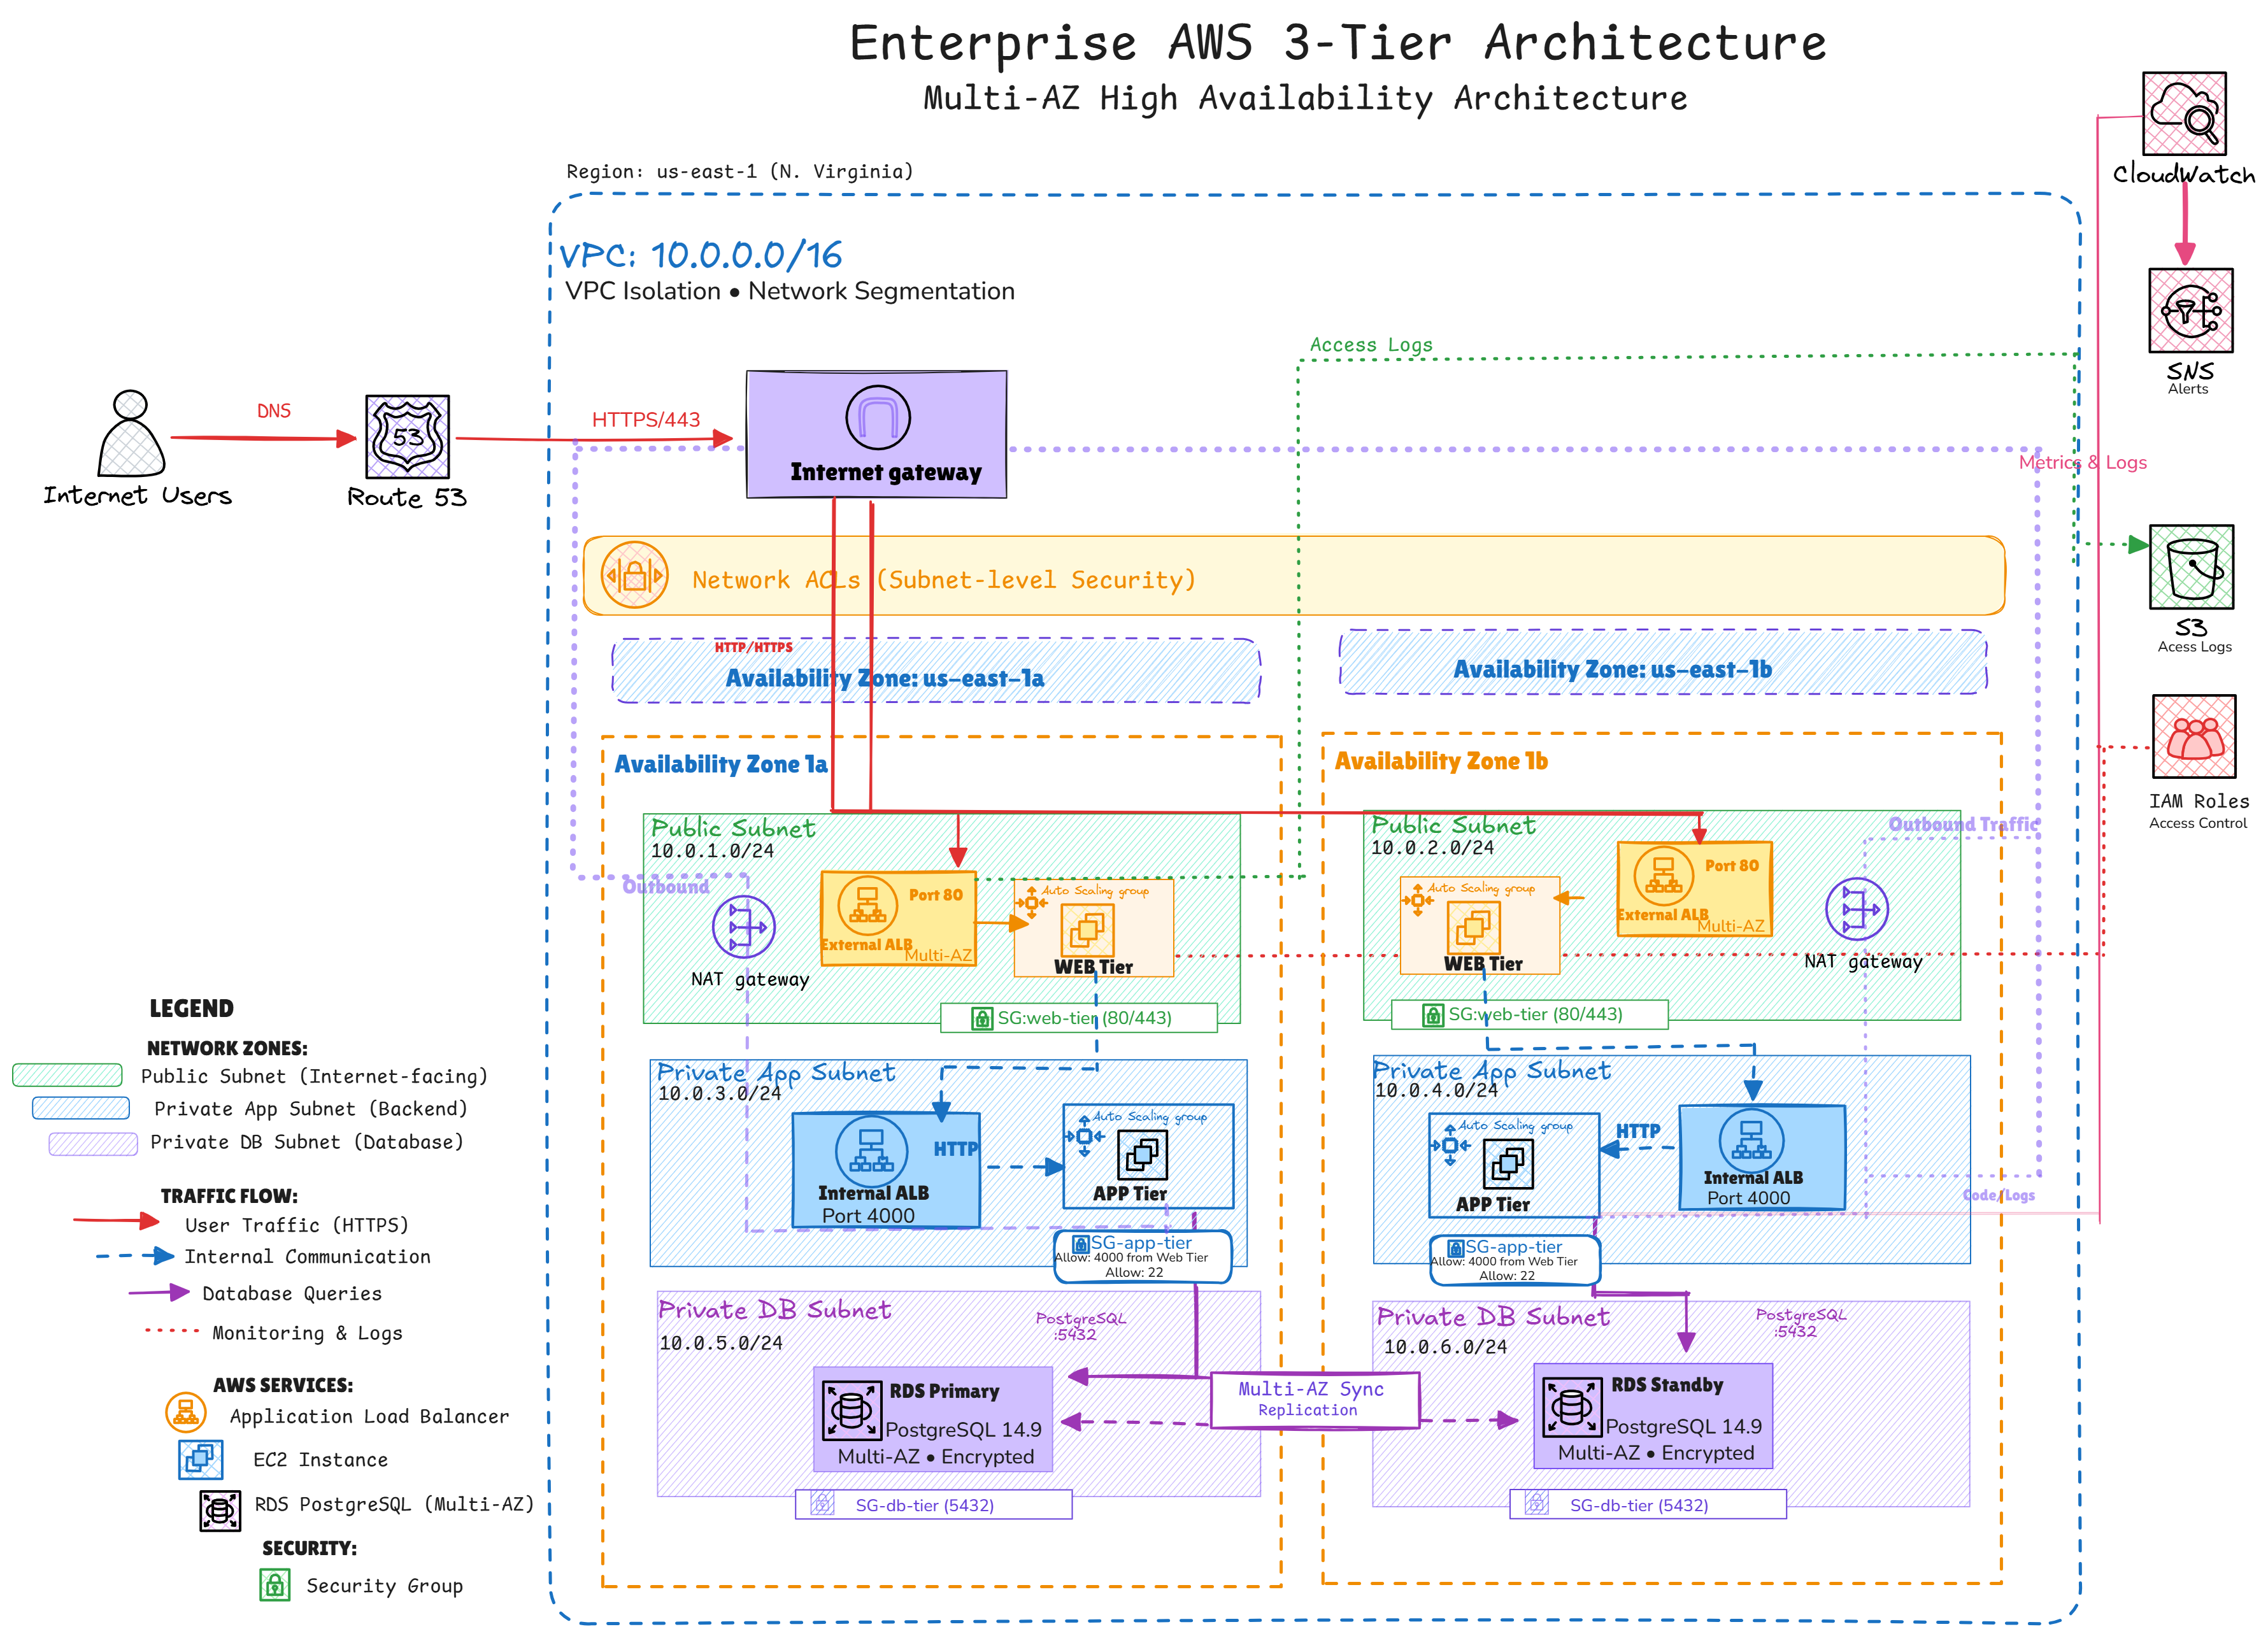 Enterprise AWS 3-Tier Architecture
Multi-AZ High Availability Architecture
CloudWatch
Region: us-east-1 (N. Virginia)
VPC: 10.0.0.0/16
VPC Isolation • Network Segmentation
Access Logs
SNS
Alerts
DNS
HTTPS/443
53
Internet Users
Route 53
Internet gateway
Metrics & Logs
Network ACLs (Subnet-level Security)
S3
Acess Logs
HTTP/HTTPS
Availability Zone: us-east-1a
Availability Zone: us-east-1b
IAM Roles
Access Control
Availability Zone 1a
Public Subnet
10.0.1.0/24
Outbound
NAT gateway
Port 80
External ALB
Multi-AZ
Auto Scaling group
WEB Tier
SG:web-tier (80/443)
Private App Subnet
10.0.3.0/24
HTTP
Internal ALB
Port 4000
Auto Scaling group
APP Tier
SG-app-tier
Allow: 4000 from Web Tier
Allow: 22
Private DB Subnet
10.0.5.0/24
PostgreSQL
:5432
RDS Primary
PostgreSQL 14.9
Multi-AZ • Encrypted
SG-db-tier (5432)
Multi-AZ Sync
Replication
Availability Zone 1b
Public Subnet
10.0.2.0/24
Outbound Traffic
Auto Scaling group
WEB Tier
Port 80
External ALB
Multi-AZ
NAT gateway
SG:web-tier (80/443)
Private App Subnet
10.0.4.0/24
Auto Scaling group
APP Tier
HTTP
Internal ALB
Port 4000
Code/Logs
SG-app-tier
Allow: 4000 from Web Tier
Allow: 22
Private DB Subnet
10.0.6.0/24
PostgreSQL
:5432
RDS Standby
PostgreSQL 14.9
Multi-AZ • Encrypted
SG-db-tier (5432)
LEGEND
NETWORK ZONES:
Public Subnet (Internet-facing)
Private App Subnet (Backend)
Private DB Subnet (Database)
TRAFFIC FLOW:
User Traffic (HTTPS)
Internal Communication
Database Queries
Monitoring & Logs
AWS SERVICES:
Application Load Balancer
EC2 Instance
RDS PostgreSQL (Multi-AZ)
SECURITY:
Security Group